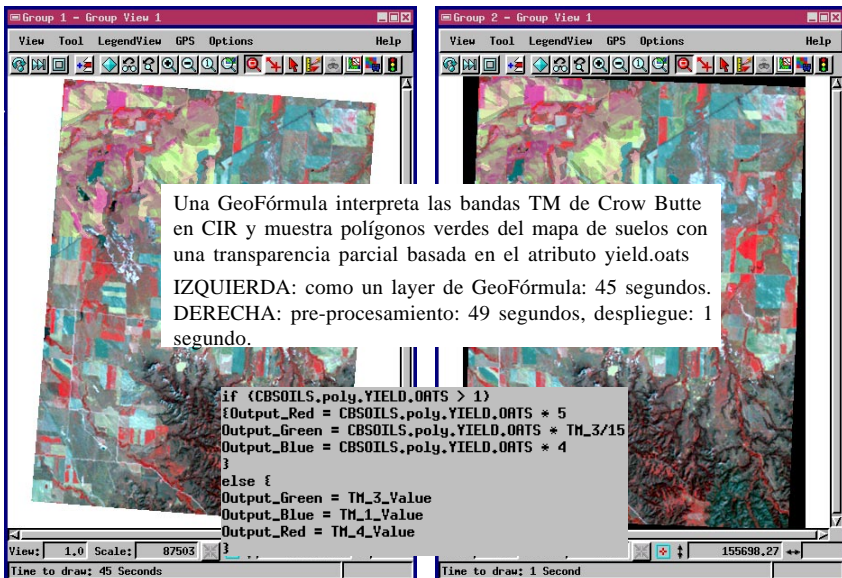 Group 1 - Group View 1
View Tool LegendView GPS Options Help
Group 2 - Group View 1
View Tool LegendView GPS Options Help
Una GeoFórmula interpreta las bandas TM de Crow Butte
en CIR y muestra polígonos verdes del mapa de suelos con
una transparencia parcial basada en el atributo yield.oats
IZQUIERDA: como un layer de GeoFórmula: 45 segundos.
DERECHA: pre-procesamiento: 49 segundos, despliegue: 1
segundo.
if (CBSOILS.poly.YIELD.OATS > 1)
{Output_Red = CBSOILS.poly.YIELD.OATS * 5
Output_Green = CBSOILS.poly.YIELD.OATS * TM_3/15
Output_Blue = CBSOILS.poly.YIELD.OATS * 4
}
else {
Output_Green = TM_3_Value
Output_Blue = TM_1_Value
Output_Red = TM_4_Value
}
View: 1.0 Scale: 87503
155698.27
Time to draw: 45 Seconds
Time to draw: 1 Second